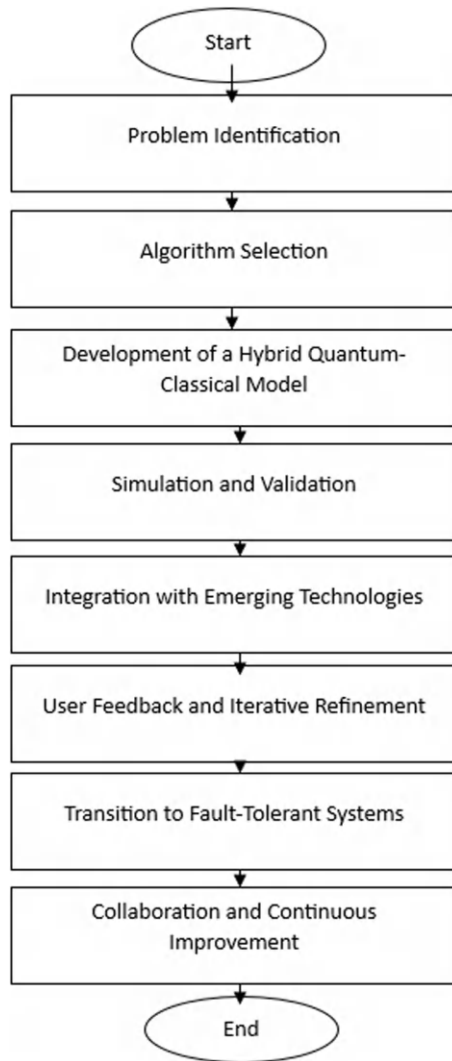 Start
Problem Identification
Algorithm Selection
Development of a Hybrid Quantum-
Classical Model
Simulation and Validation
Integration with Emerging Technologies
User Feedback and Iterative Refinement
Transition to Fault-Tolerant Systems
Collaboration and Continuous
Improvement
End